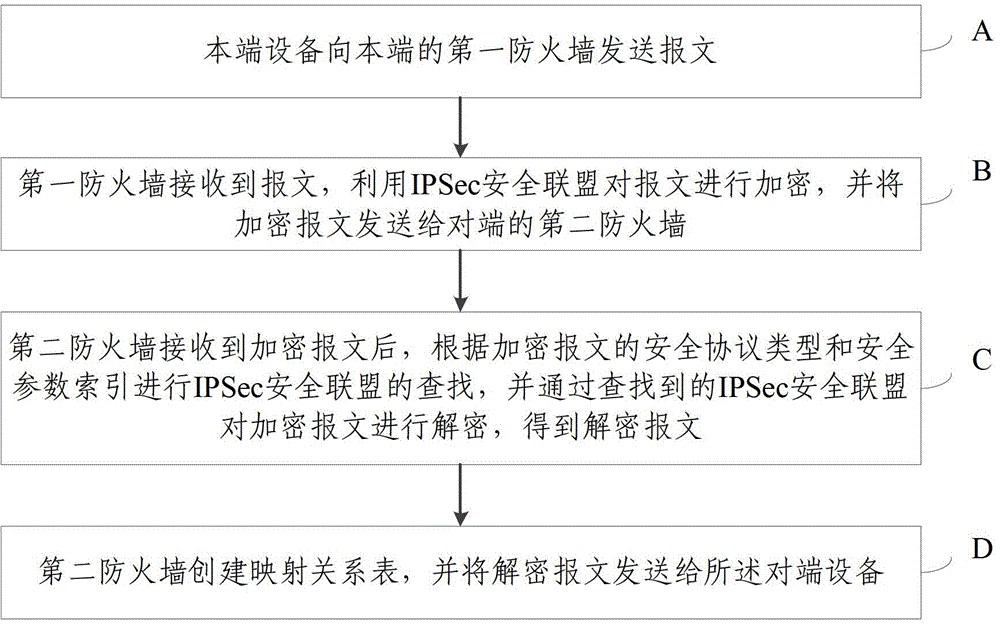 本端设备向本端的第一防火墙发送报文
A
第一防火墙接收到报文，利用IPSec安全联盟对报文进行加密，并将
加密报文发送给对端的第二防火墙
B
第二防火墙接收到加密报文后，根据加密报文的安全协议类型和安全
参数索引进行IPSec安全联盟的查找，并通过查找到的IPSec安全联盟
对加密报文进行解密，得到解密报文
C
第二防火墙创建映射关系表，并将解密报文发送给所述对端设备
D